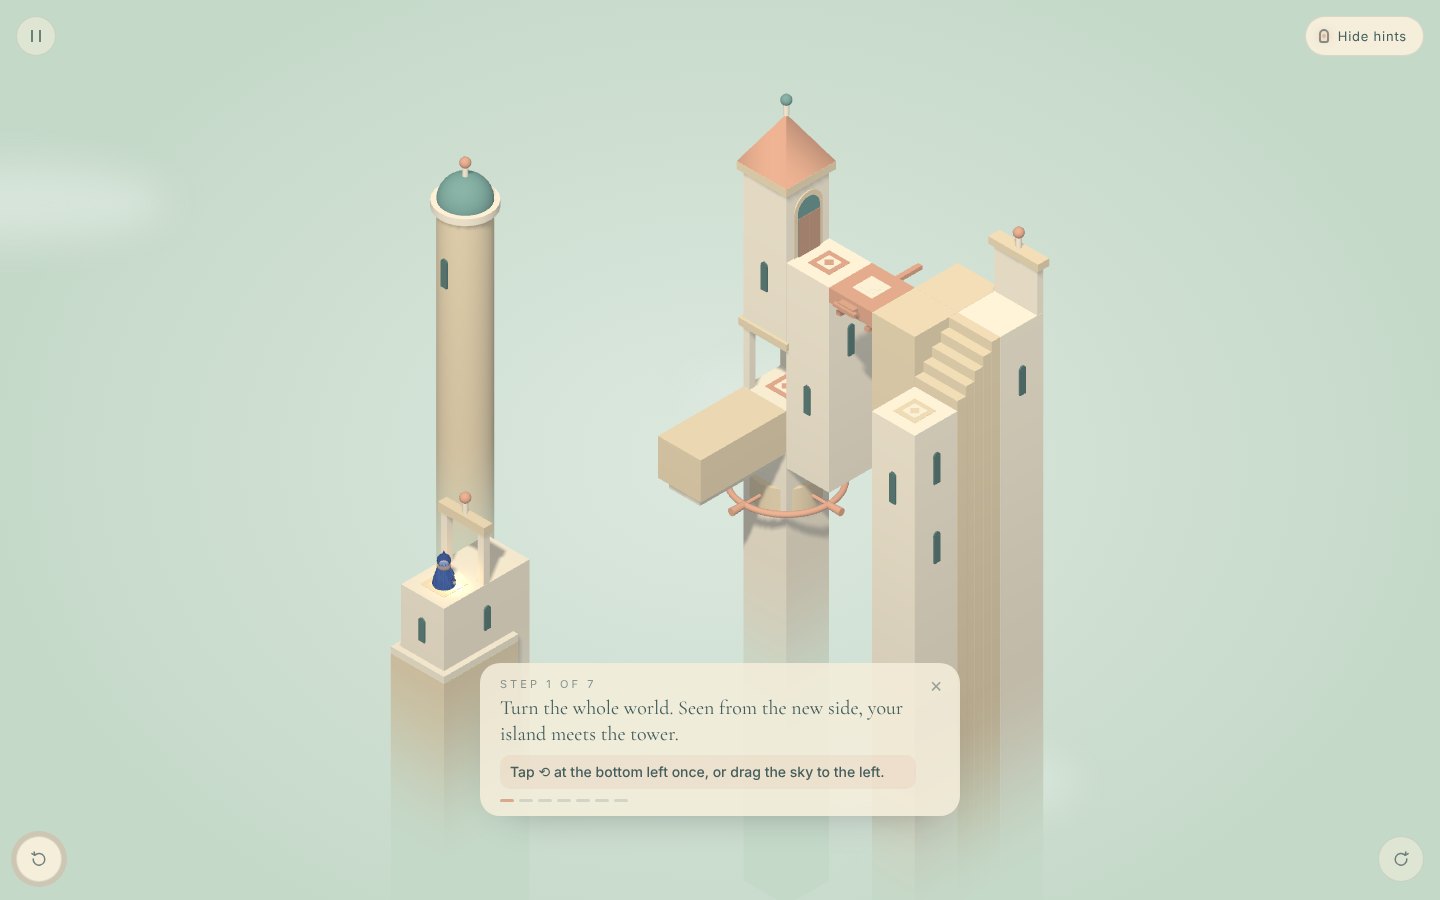 Hide hints
STEP 1 OF 7
Turn the whole world. Seen from the new side, your
island meets the tower.
Tap ⟲ at the bottom left once, or drag the sky to the left.